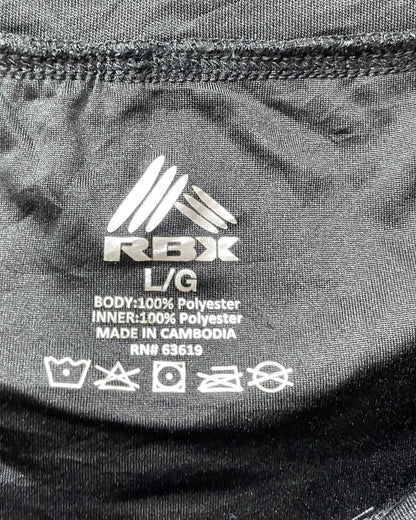 RBX
L/G
BODY:100% Polyester
INNER:100% Polyester
MADE IN CAMBODIA
RN# 63619